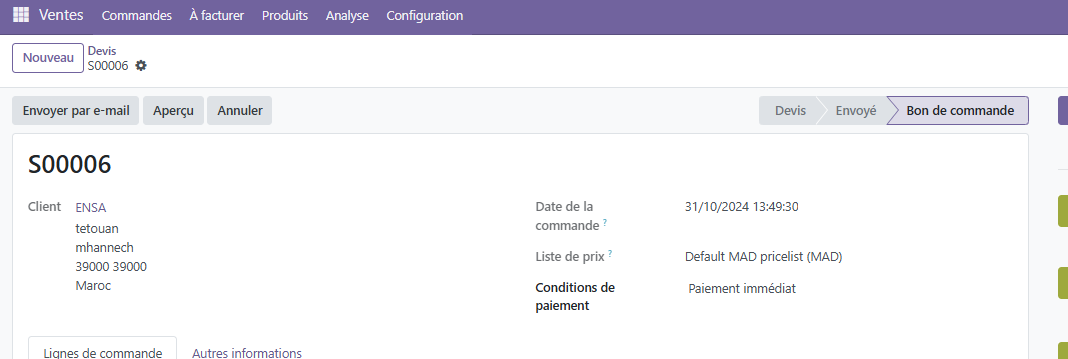 Ventes Commandes À facturer Produits Analyse Configuration
Nouveau
Devis
S00006
Envoyer par e-mail Aperçu Annuler
Devis Envoyé Bon de commande
S00006
Client ENSA
tetouan
mhannech
39000 39000
Maroc
Date de la
commande ? 31/10/2024 13:49:30
Liste de prix ? Default MAD pricelist (MAD)
Conditions de
paiement Paiement immédiat
Lignes de commande Autres informations